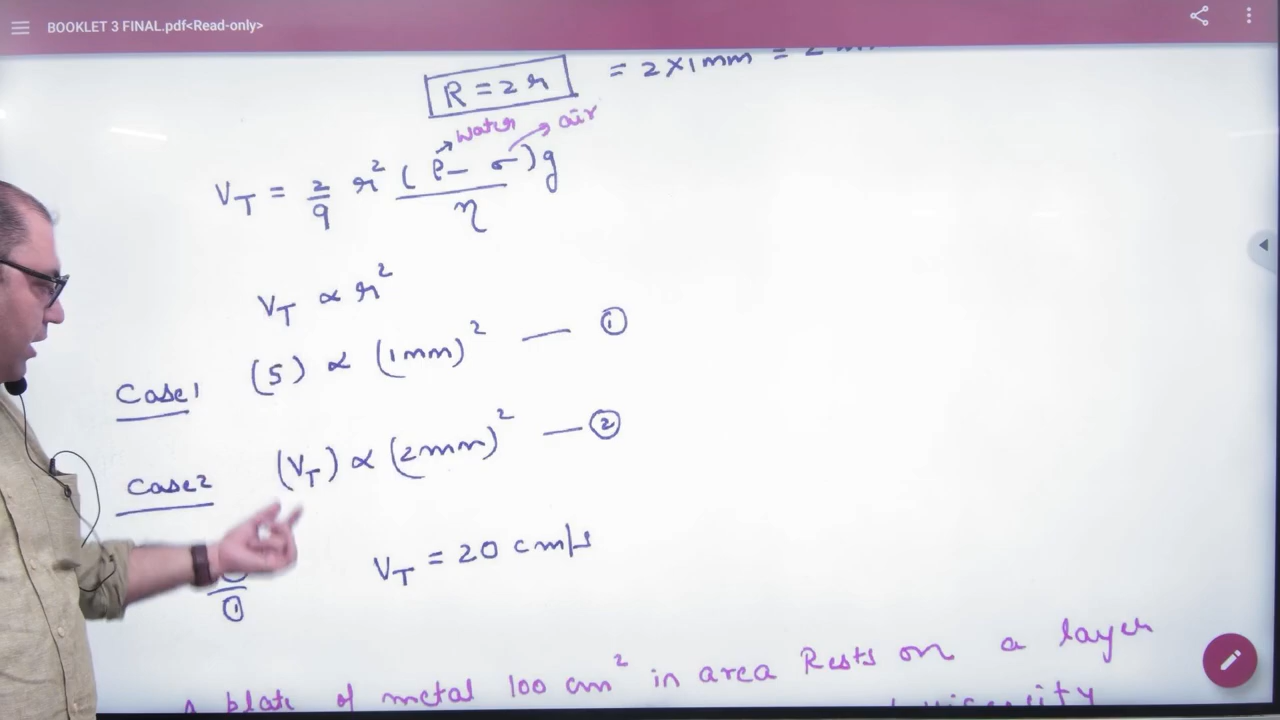 BOOKLET 3 FINAL.pdf<Read-only>
R = 2r = 2×1mm =
water air
V_T = 2/9 r² (ρ - σ)g / η
V_T ∝ r²
Case1 (5) ∝ (1mm)² — ①
Case2 (V_T) ∝ (2mm)² — ②
① V_T = 20 cm/s
A plate of metal 100 cm² in area Rests on a layer
viscosity